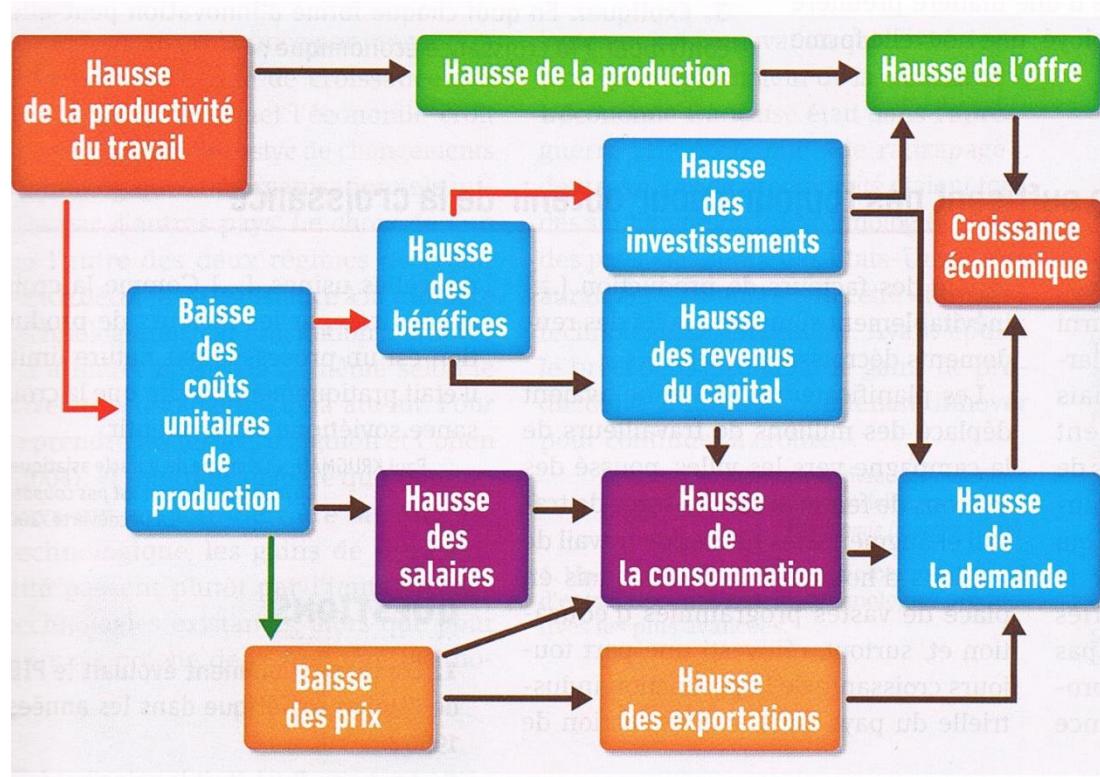 Hausse
de la productivité
du travail
Hausse de la production
Hausse de l'offre
Hausse
des
investissements
Croissance
économique
Hausse
des
bénéfices
Baisse
des
coûts
unitaires
de
production
Hausse
des revenus
du capital
Hausse
des
salaires
Hausse
de
la consommation
Hausse
de
la demande
Baisse
des prix
Hausse
des exportations